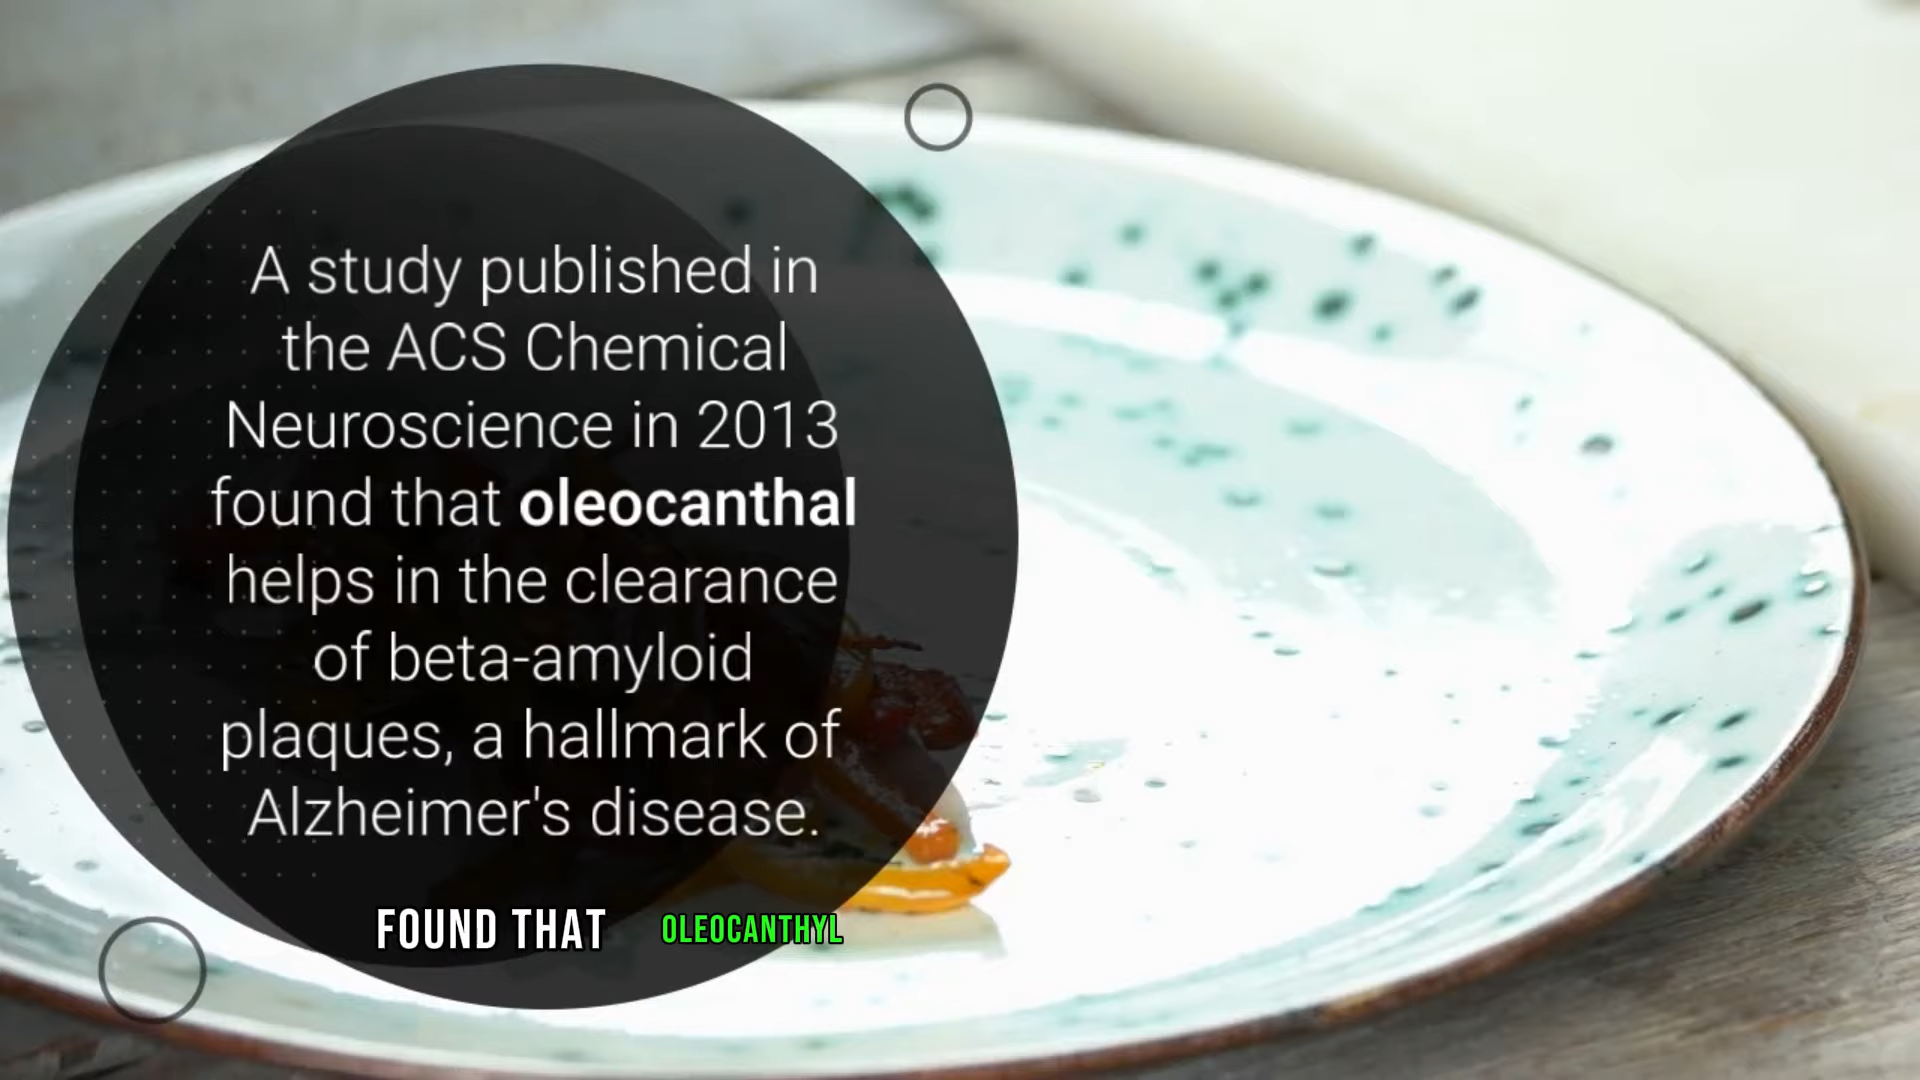 A study published in
the ACS Chemical
Neuroscience in 2013
found that oleocanthal
helps in the clearance
of beta-amyloid
plaques, a hallmark of
Alzheimer's disease.
FOUND THAT OLEOCANTHYL